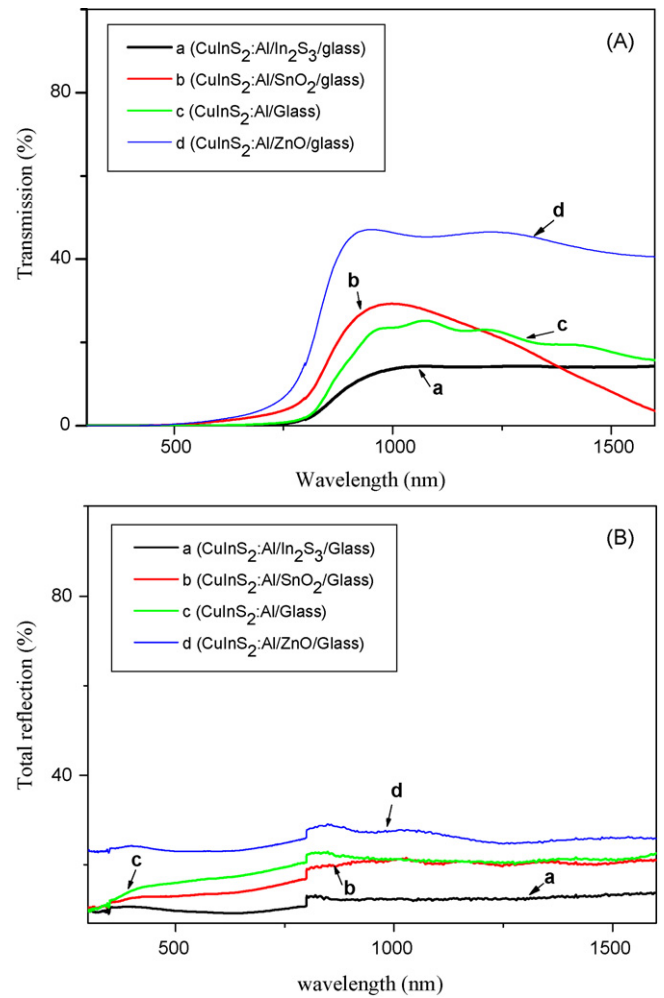 (A)
a (CuInS2:Al/In2S3/glass)
b (CuInS2:Al/SnO2/glass)
c (CuInS2:Al/Glass)
d (CuInS2:Al/ZnO/glass)
Transmission (%)
80
40
0
d
b
c
a
500 1000 1500
Wavelength (nm)
(B)
a (CuInS2:Al/In2S3/Glass)
b (CuInS2:Al/SnO2/Glass)
c (CuInS2:Al/Glass)
d (CuInS2:Al/ZnO/Glass)
Total reflection (%)
80
40
d
c
b
a
500 1000 1500
wavelength (nm)